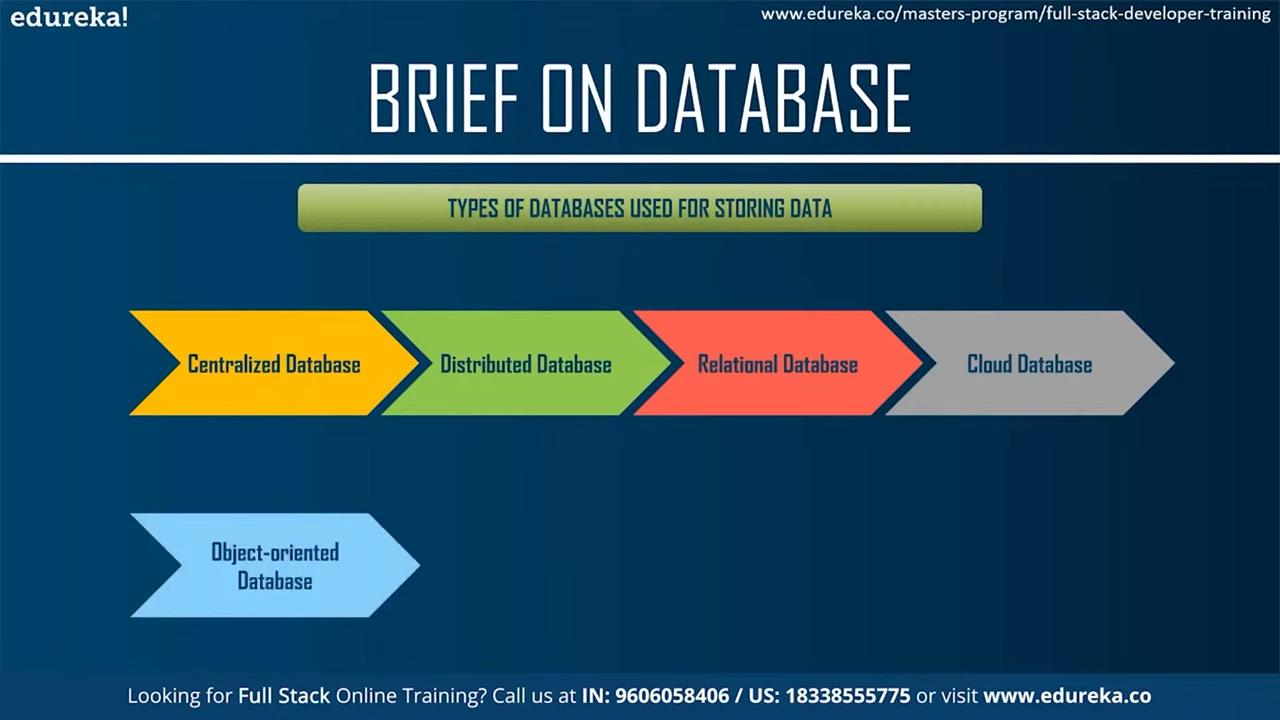 edureka!
www.edureka.co/masters-program/full-stack-developer-training
BRIEF ON DATABASE
TYPES OF DATABASES USED FOR STORING DATA
Centralized Database
Distributed Database
Relational Database
Cloud Database
Object-oriented
Database
Looking for Full Stack Online Training? Call us at IN: 9606058406 / US: 18338555775 or visit www.edureka.co